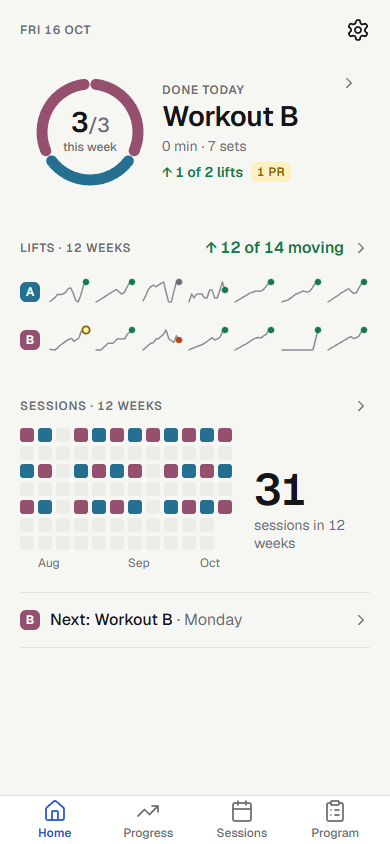 FRI 16 OCT
3/3
this week
DONE TODAY
Workout B
0 min · 7 sets
↑ 1 of 2 lifts 1 PR
LIFTS · 12 WEEKS
↑ 12 of 14 moving
A
B
SESSIONS · 12 WEEKS
Aug Sep Oct
31
sessions in 12
weeks
B Next: Workout B · Monday
Home Progress Sessions Program